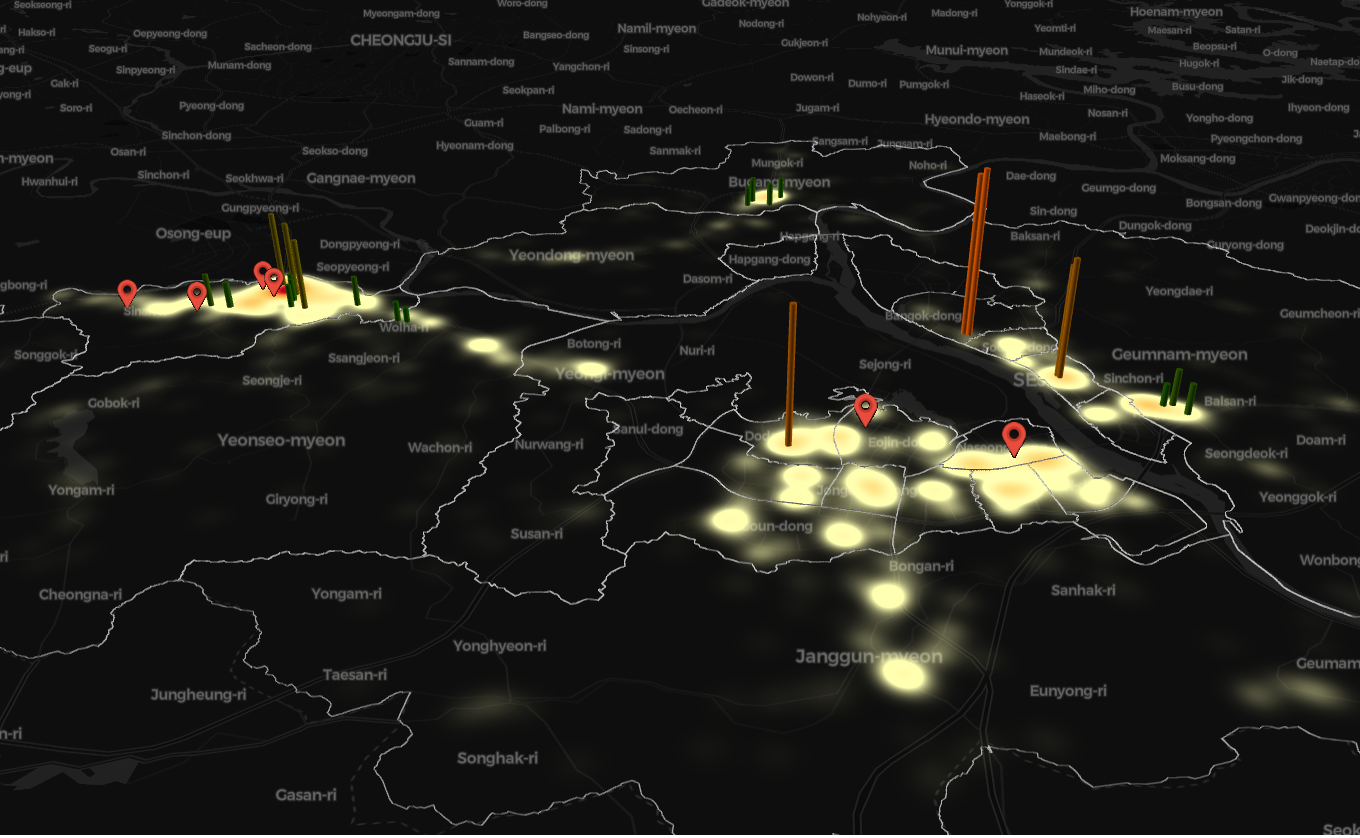 Seokseong-ri
Woro-dong
Gadeok-myeon
Yonggok-ri
Hoenam-myeon
Myeongam-dong
Nohyeon-ri
Madong-ri
Hakso-ri
Oepyeong-dong
Namil-myeon
Nodong-ri
Yeomti-ri
Maesan-ri
Satan-ri
Bangseo-dong
CHEONGJU-SI
Gukjeon-ri
Seogu-ri
Sacheon-dong
Sinsong-ri
Munui-myeon
Mundeok-ri
Beopsu-ri
O-dong
Sannam-dong
Hugok-ri
Sinpyeong-ri
Munam-dong
Yangchon-ri
Sindae-ri
Dowon-ri
Jik-dong
Gak-ri
Dumo-ri
Pumgok-ri
Busu-dong
Seokpan-ri
Miho-dong
Haseok-ri
Soro-ri
Pyeong-dong
Nami-myeon
Oecheon-ri
Jugam-ri
Ihyeon-dong
Nosan-ri
Yongho-dong
Guam-ri
Hyeondo-myeon
Palbong-ri
Sadong-ri
Sinchon-dong
Maebong-ri
Pyeongchon-dong
Sangsam-ri
Jungsam-ri
Hyeonam-dong
Osan-ri
Seokso-dong
Sanmak-ri
Moksang-dong
Mungok-ri
Noho-ri
Sinchon-ri
Dae-dong
Hwanhui-ri
Seokhwa-ri
Gangnae-myeon
Bugang-myeon
Geumgo-dong
Bongsan-dong
Gungpyeong-ri
Sin-dong
Dungok-dong
Osong-eup
Baksan-ri
Dongpyeong-ri
Guryong-dong
Yeondong-myeon
Hapgang-dong
Seopyeong-ri
Dasom-ri
Yeongdae-ri
Bangok-dong
Geumcheon-ri
Wolha-ri
Botong-ri
Nuri-ri
Songgok-ri
Ssangjeon-ri
Geumnam-myeon
Sejong-ri
Yeongi-myeon
Seongje-ri
Sinchon-ri
Gobok-ri
Balsan-ri
Yeonseo-myeon
Nurwang-ri
Wachon-ri
Doam-ri
Seongdeok-ri
Yongam-ri
Giryong-ri
Yeonggok-ri
Susan-ri
Bongan-ri
Cheongna-ri
Yongam-ri
Sanhak-ri
Yonghyeon-ri
Janggun-myeon
Taesan-ri
Jungheung-ri
Eunyong-ri
Songhak-ri
Gasan-ri